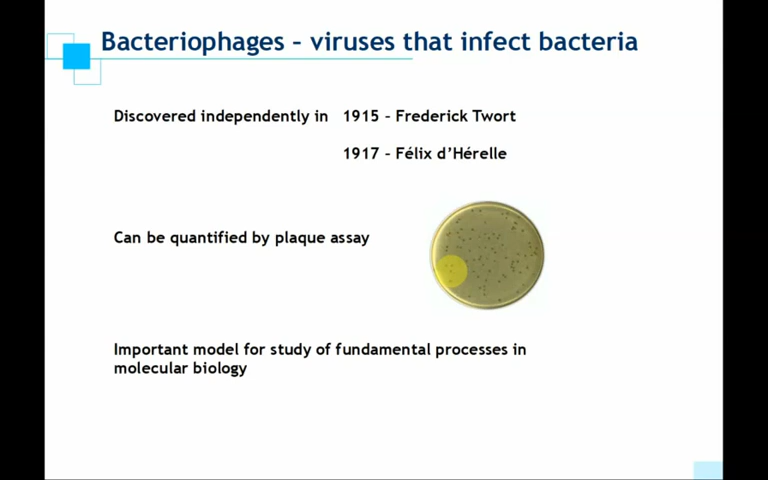 Bacteriophages – viruses that infect bacteria
Discovered independently in 1915 – Frederick Twort
1917 – Félix d’Hérelle
Can be quantified by plaque assay
Important model for study of fundamental processes in
molecular biology